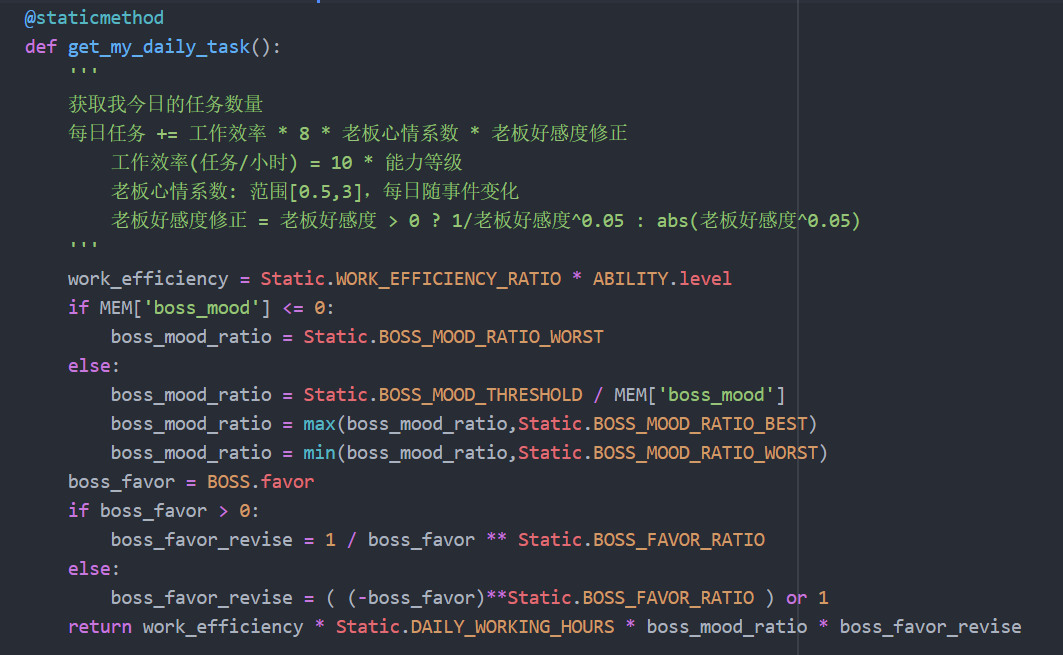 @staticmethod
def get_my_daily_task():
    '''
    获取我今日的任务数量
    每日任务 += 工作效率 * 8 * 老板心情系数 * 老板好感度修正
        工作效率(任务/小时) = 10 * 能力等级
        老板心情系数: 范围[0.5,3]，每日随事件变化
        老板好感度修正 = 老板好感度 > 0 ? 1/老板好感度^0.05 : abs(老板好感度^0.05)
    '''
    work_efficiency = Static.WORK_EFFICIENCY_RATIO * ABILITY.level
    if MEM['boss_mood'] <= 0:
        boss_mood_ratio = Static.BOSS_MOOD_RATIO_WORST
    else:
        boss_mood_ratio = Static.BOSS_MOOD_THRESHOLD / MEM['boss_mood']
        boss_mood_ratio = max(boss_mood_ratio,Static.BOSS_MOOD_RATIO_BEST)
        boss_mood_ratio = min(boss_mood_ratio,Static.BOSS_MOOD_RATIO_WORST)
    boss_favor = BOSS.favor
    if boss_favor > 0:
        boss_favor_revise = 1 / boss_favor ** Static.BOSS_FAVOR_RATIO
    else:
        boss_favor_revise = ( (-boss_favor)**Static.BOSS_FAVOR_RATIO ) or 1
    return work_efficiency * Static.DAILY_WORKING_HOURS * boss_mood_ratio * boss_favor_revise